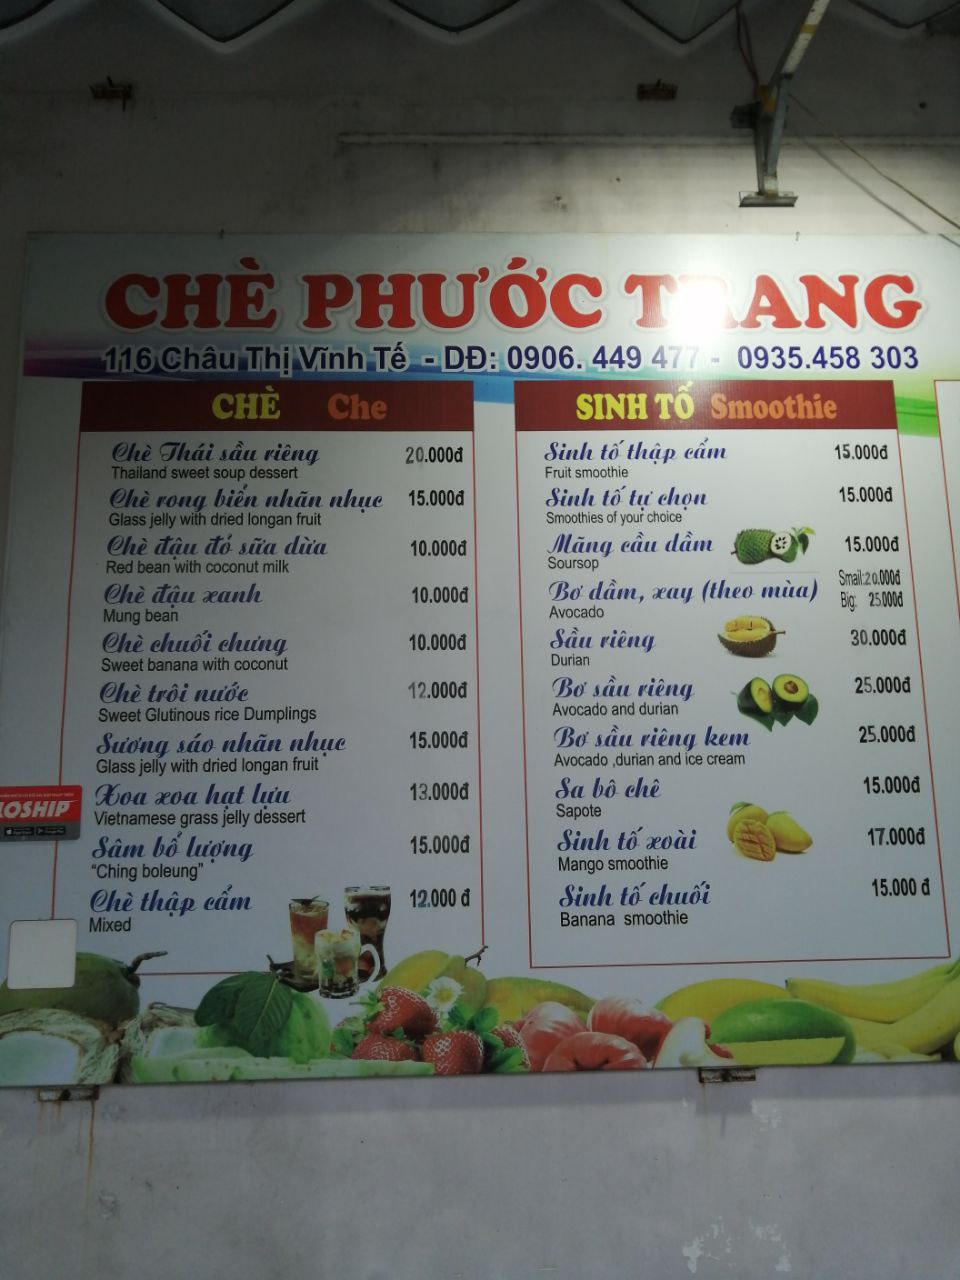 CHÈ PHƯỚC TRANG
116 Châu Thị Vĩnh Tế - DĐ: 0906. 449 477 - 0935.458 303
CHÈ Che
Chè Thái sầu riêng 20.000đ
Thailand sweet soup dessert
Chè rong biển nhãn nhục 15.000đ
Glass jelly with dried longan fruit
Chè đậu đỏ sữa dừa 10.000đ
Red bean with coconut milk
Chè đậu xanh 10.000đ
Mung bean
Chè chuối chưng 10.000đ
Sweet banana with coconut
Chè trôi nước 12.000đ
Sweet Glutinous rice Dumplings
Sương sáo nhãn nhục 15.000đ
Glass jelly with dried longan fruit
Xoa xoa hạt lựu 13.000đ
Vietnamese grass jelly dessert
Sâm bổ lượng 15.000đ
"Ching boleung"
Chè thập cẩm 12.000 đ
Mixed
SINH TỐ Smoothie
Sinh tố thập cẩm 15.000đ
Fruit smoothie
Sinh tố tự chọn 15.000đ
Smoothies of your choice
Mãng cầu dầm 15.000đ
Soursop
Bơ dầm, xay (theo mùa) Small:20.000đ
Big: 25.000đ
Avocado
Sầu riêng 30.000đ
Durian
Bơ sầu riêng 25.000đ
Avocado and durian
Bơ sầu riêng kem 25.000đ
Avocado ,durian and ice cream
Sa bô chê 15.000đ
Sapote
Sinh tố xoài 17.000đ
Mango smoothie
Sinh tố chuối 15.000 đ
Banana smoothie
LOSHIP